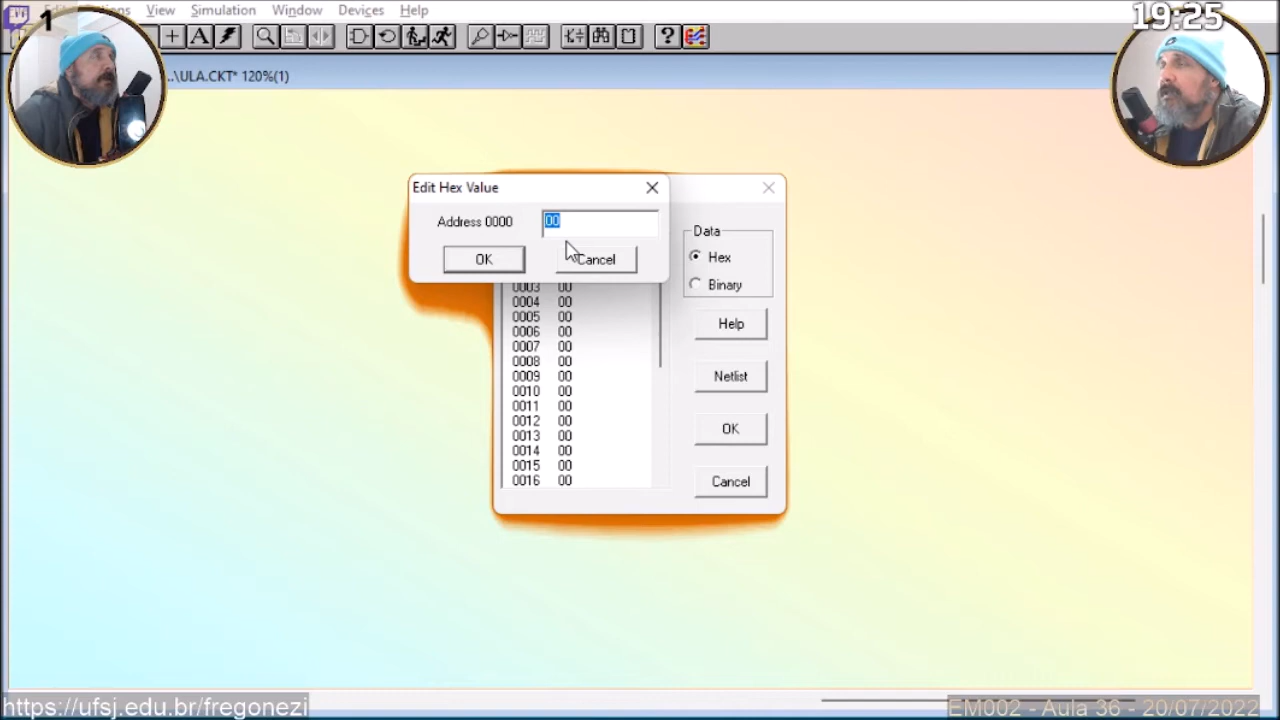 1
19:25
View Simulation Window Devices Help
..\ULA.CKT* 120%(1)
Edit Hex Value
Address 0000 00
OK Cancel
Data
Hex
Binary
0003 00
0004 00
0005 00
0006 00
0007 00
0008 00
0009 00
0010 00
0011 00
0012 00
0013 00
0014 00
0015 00
0016 00
Help
Netlist
OK
Cancel
https://ufsj.edu.br/fregonezi
EM002 - Aula 36 - 20/07/2022